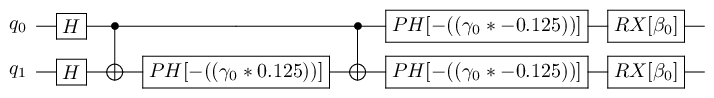 q₀ H PH[−((γ₀ * −0.125))] RX[β₀]
q₁ H PH[−((γ₀ * 0.125))] PH[−((γ₀ * −0.125))] RX[β₀]